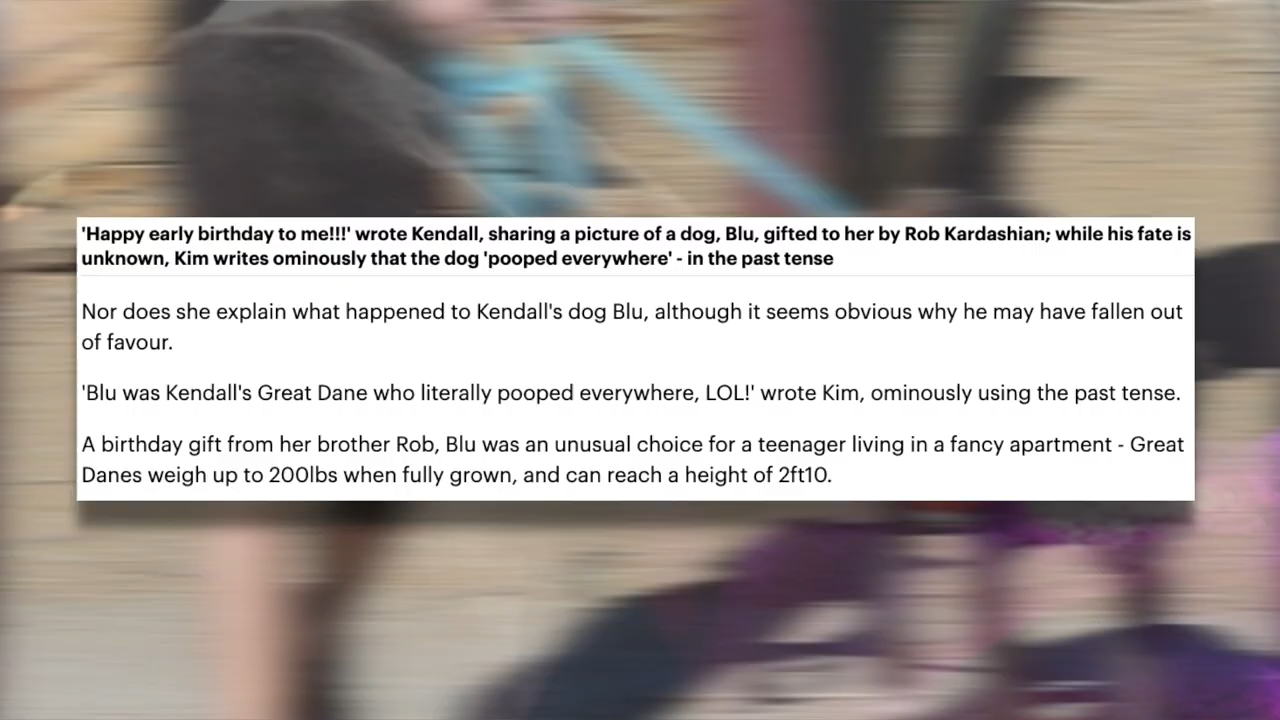 'Happy early birthday to me!!!' wrote Kendall, sharing a picture of a dog, Blu, gifted to her by Rob Kardashian; while his fate is
unknown, Kim writes ominously that the dog 'pooped everywhere' - in the past tense
Nor does she explain what happened to Kendall's dog Blu, although it seems obvious why he may have fallen out
of favour.
'Blu was Kendall's Great Dane who literally pooped everywhere, LOL!' wrote Kim, ominously using the past tense.
A birthday gift from her brother Rob, Blu was an unusual choice for a teenager living in a fancy apartment - Great
Danes weigh up to 200lbs when fully grown, and can reach a height of 2ft10.